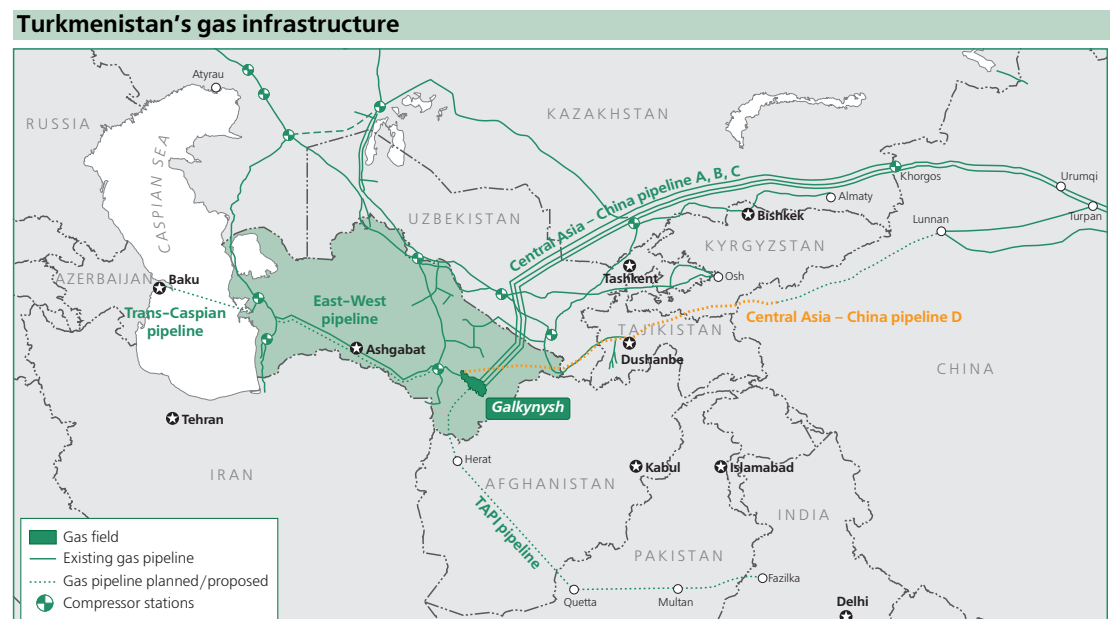 Turkmenistan's gas infrastructure
Atyrau
RUSSIA
KAZAKHSTAN
CASPIAN SEA
Central Asia – China pipeline A, B, C
Khorgos
Urumqi
Almaty
Turpan
Bishkek
Lunnan
UZBEKISTAN
KYRGYZSTAN
Tashkent
Osh
AZERBAIJAN
Baku
Trans–Caspian
pipeline
East–West
pipeline
Ashgabat
TAJIKISTAN
Central Asia – China pipeline D
Dushanbe
CHINA
Galkynysh
Tehran
Herat
Kabul
Islamabad
IRAN
AFGHANISTAN
TAPI pipeline
INDIA
PAKISTAN
Fazilka
Quetta
Multan
Delhi
Gas field
Existing gas pipeline
Gas pipeline planned/proposed
Compressor stations